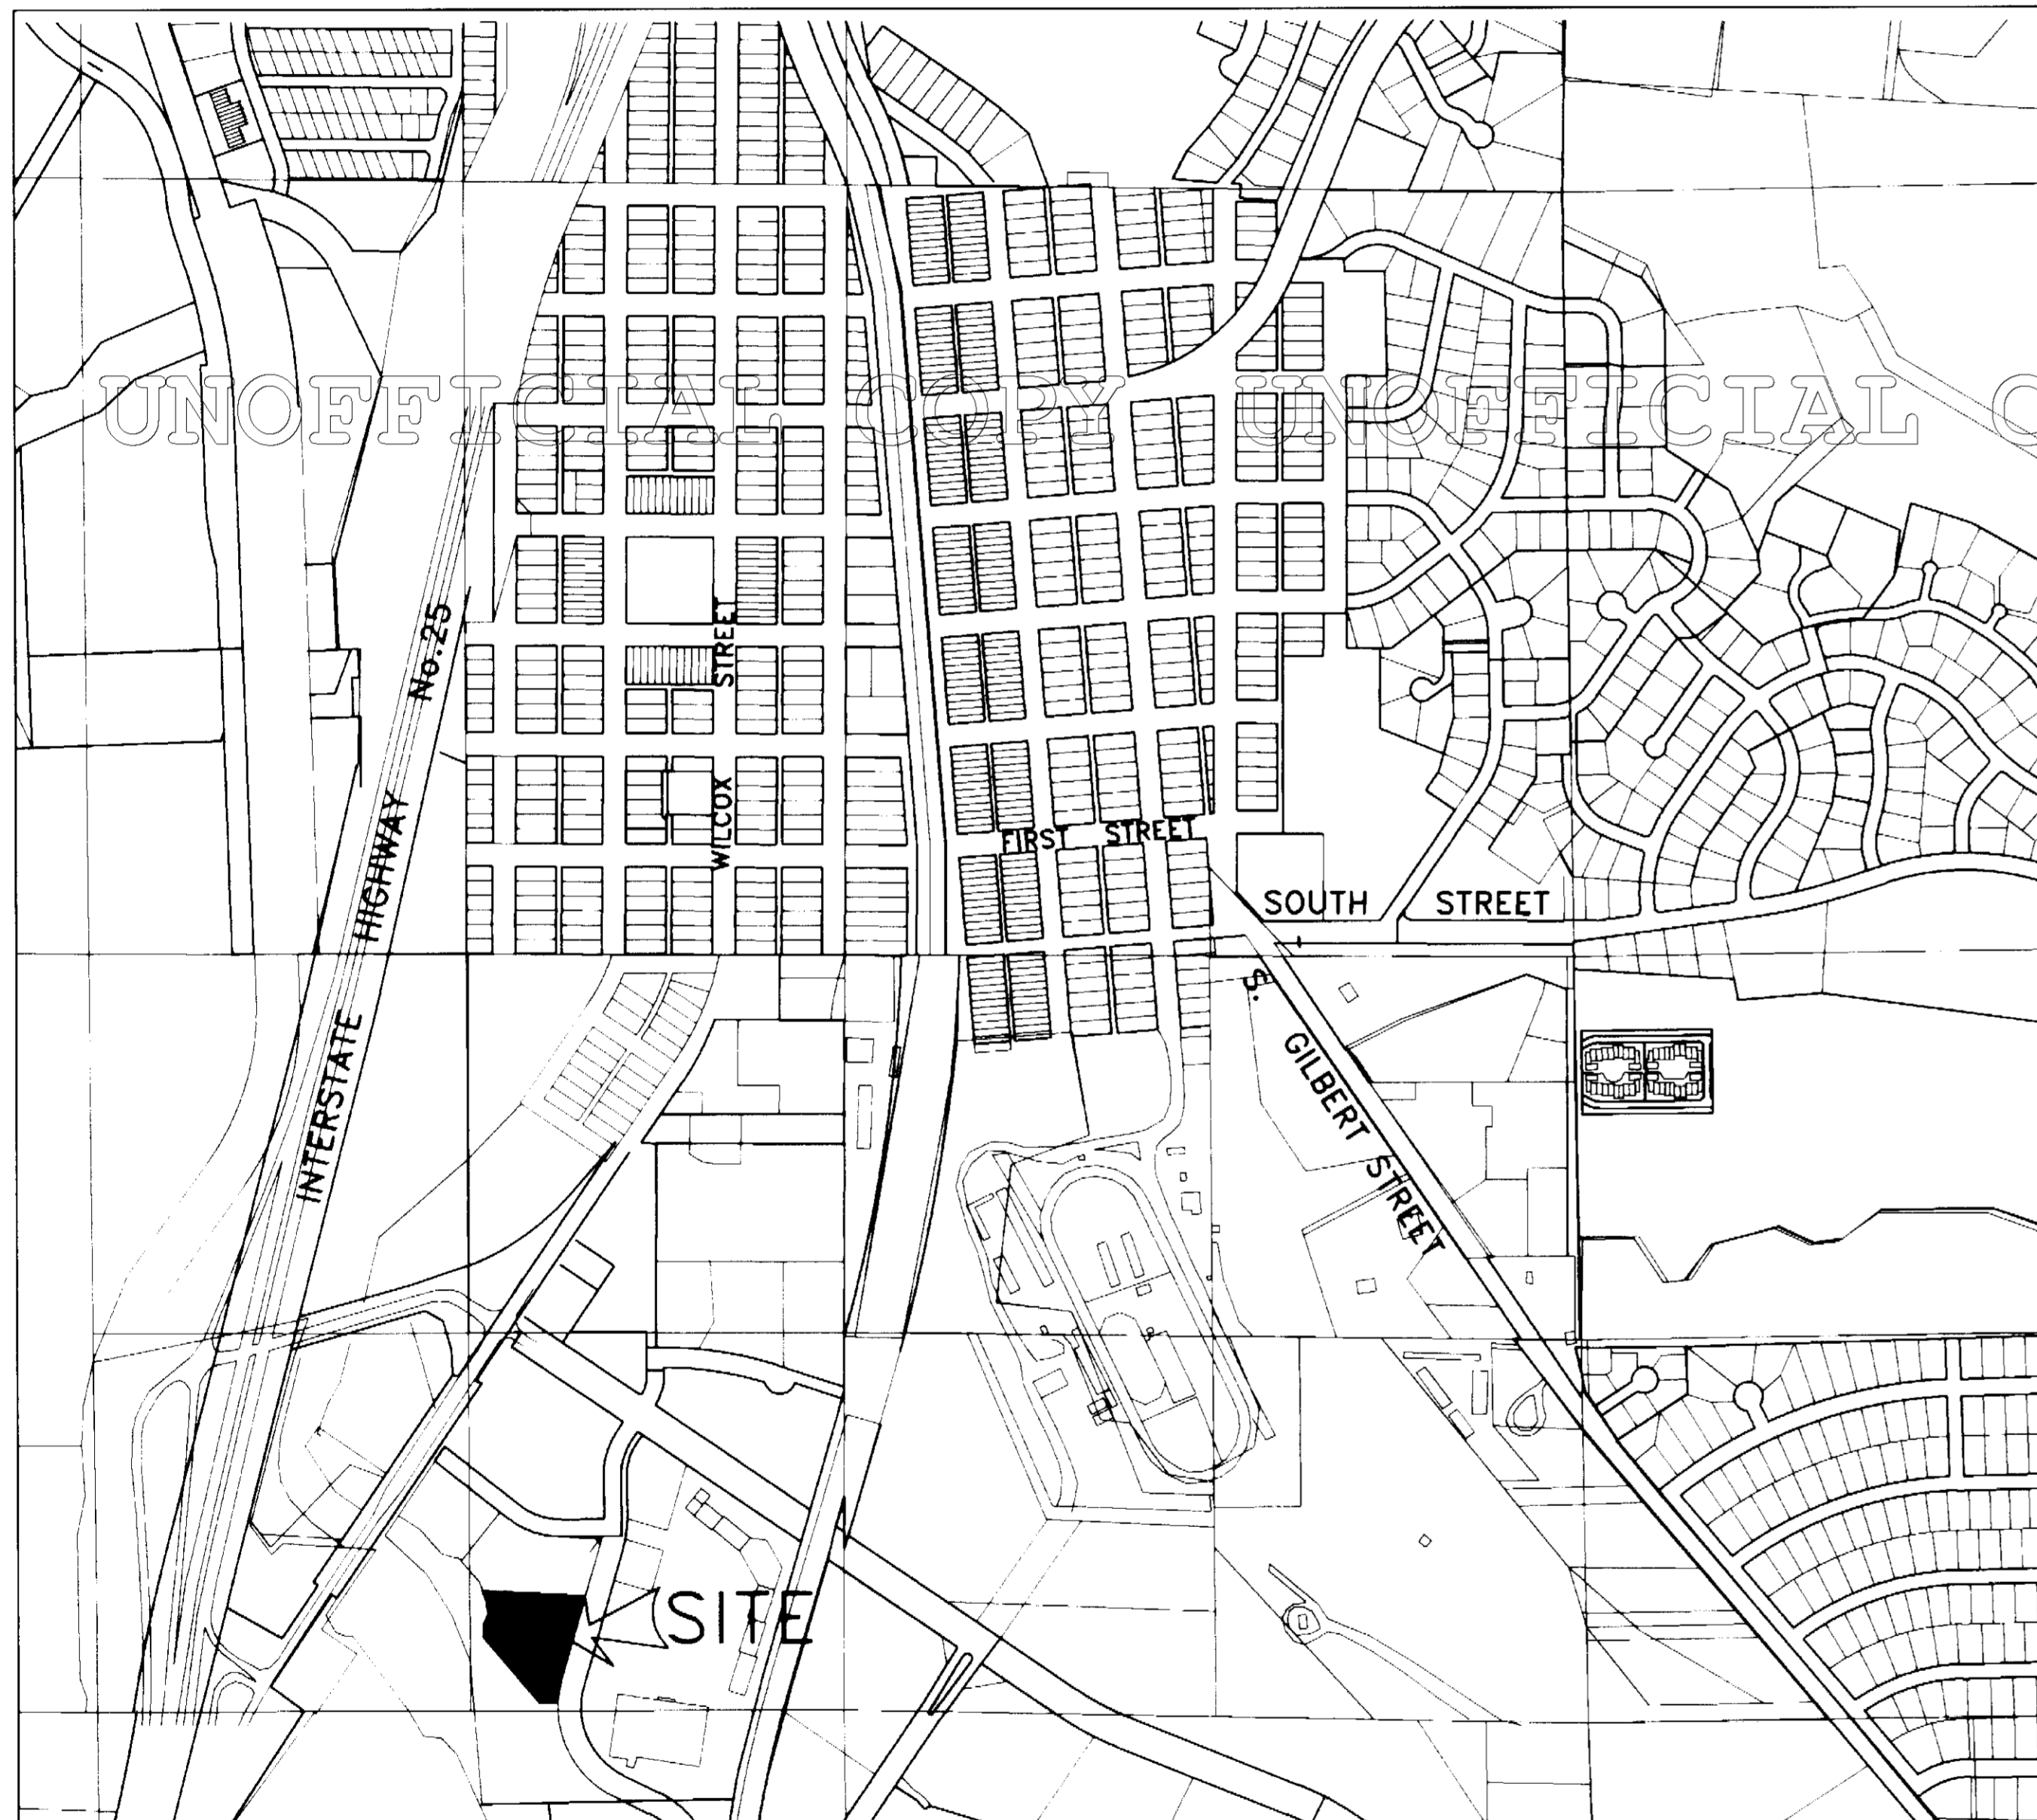 UNOFFICIAL COPY UNOFFICIAL C
INTERSTATE HIGHWAY No.25
WILCOX STREET
FIRST STREET
SOUTH STREET
S. GILBERT STREET
SITE